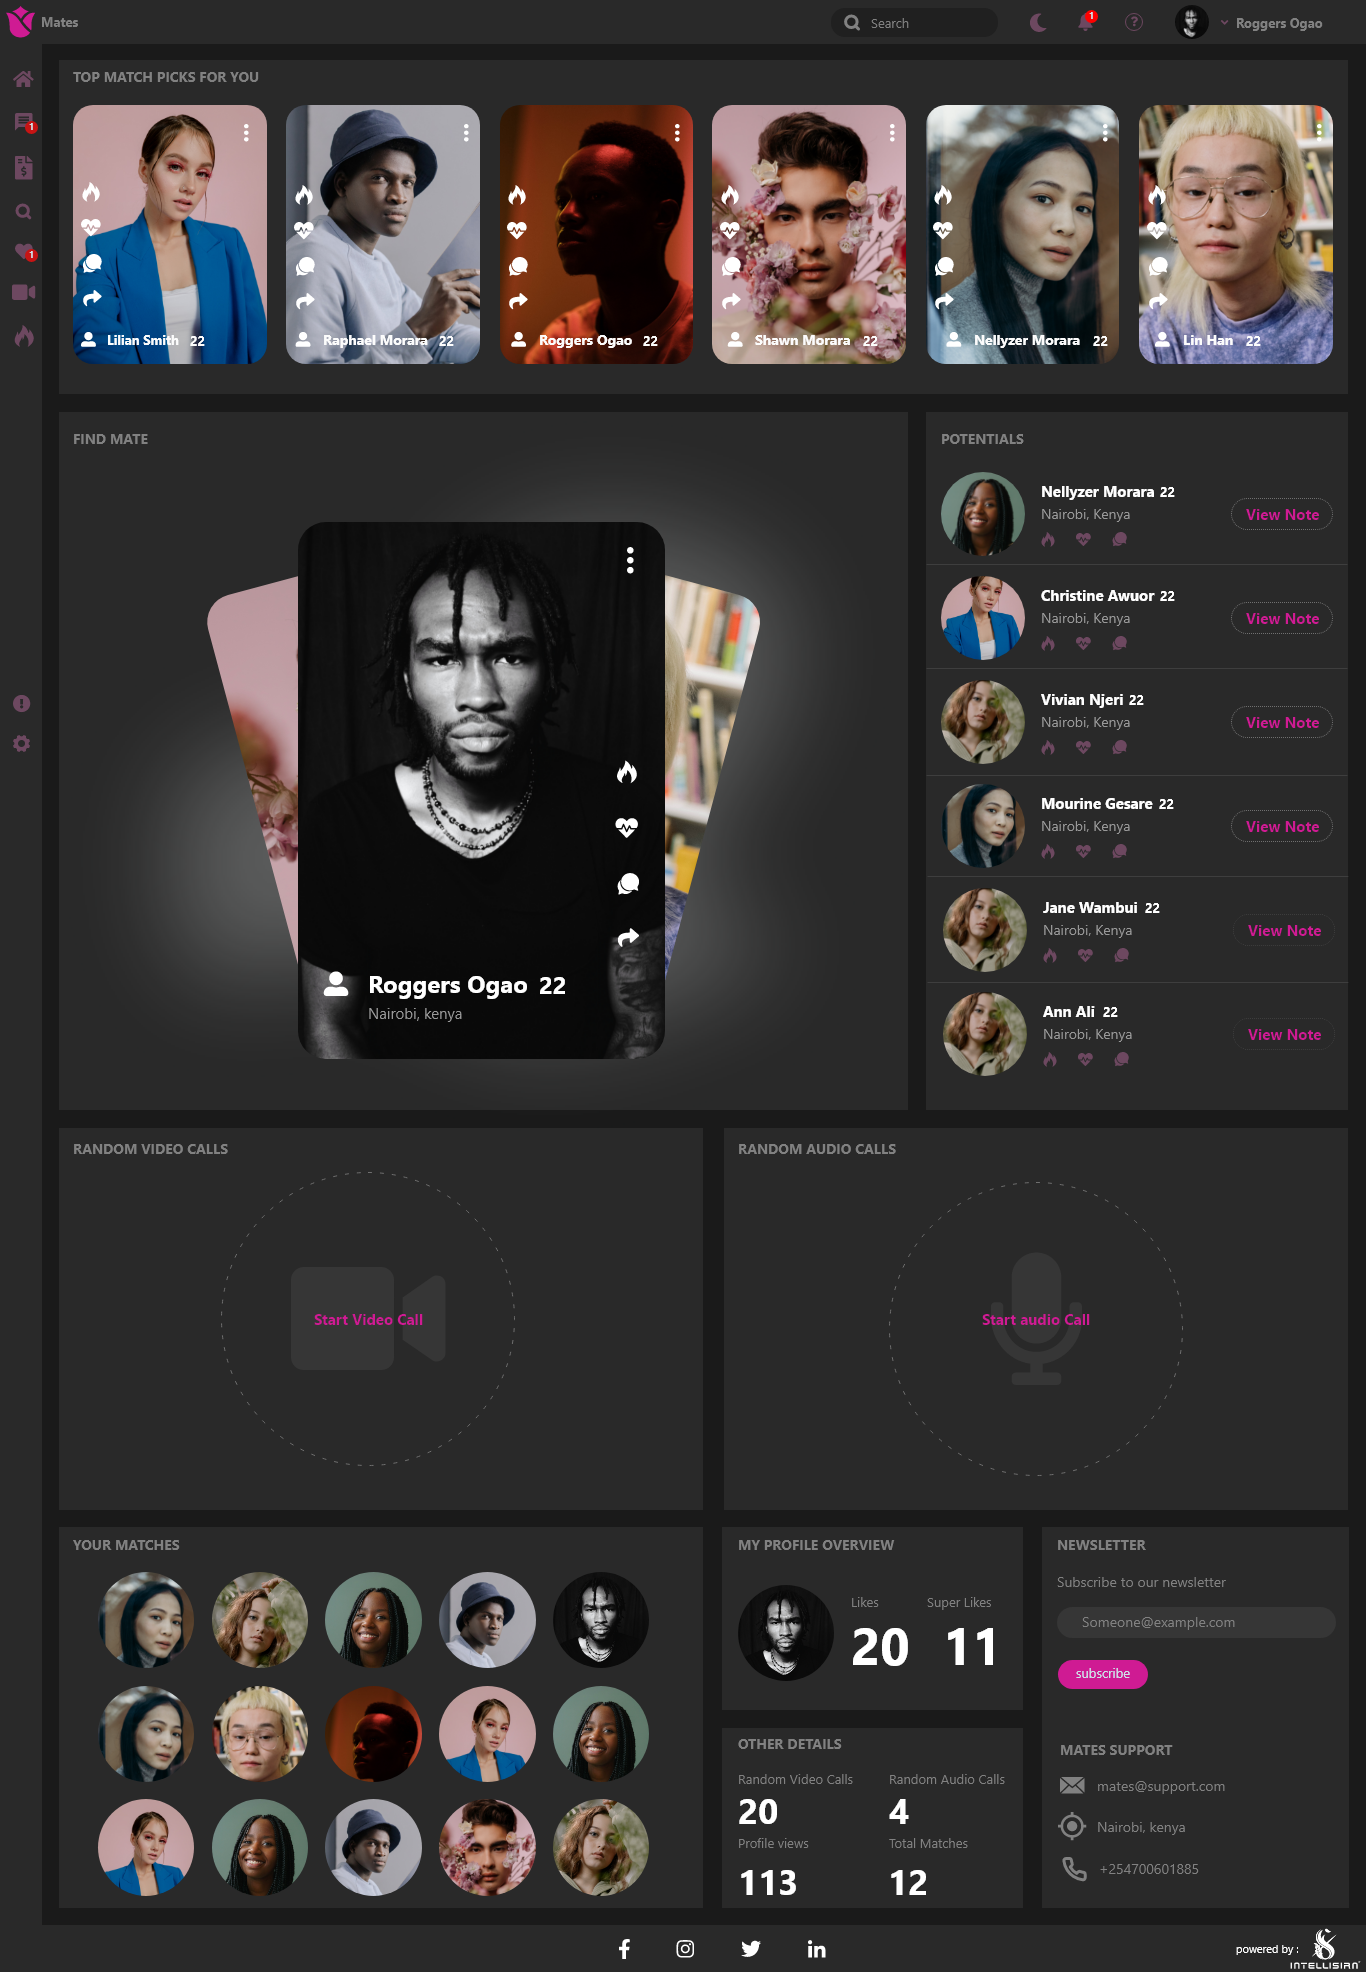 Mates
Search
1
Roggers Ogao
1
1
TOP MATCH PICKS FOR YOU
Lilian Smith 22
Raphael Morara 22
Roggers Ogao 22
Shawn Morara 22
Nellyzer Morara 22
Lin Han 22
FIND MATE
Roggers Ogao 22
Nairobi, kenya
POTENTIALS
Nellyzer Morara 22
Nairobi, Kenya
View Note
Christine Awuor 22
Nairobi, Kenya
View Note
Vivian Njeri 22
Nairobi, Kenya
View Note
Mourine Gesare 22
Nairobi, Kenya
View Note
Jane Wambui 22
Nairobi, Kenya
View Note
Ann Ali 22
Nairobi, Kenya
View Note
RANDOM VIDEO CALLS
Start Video Call
RANDOM AUDIO CALLS
Start audio Call
YOUR MATCHES
MY PROFILE OVERVIEW
Likes Super Likes
20 11
OTHER DETAILS
Random Video Calls Random Audio Calls
20 4
Profile views Total Matches
113 12
NEWSLETTER
Subscribe to our newsletter
Someone@example.com
subscribe
MATES SUPPORT
mates@support.com
Nairobi, kenya
+254700601885
powered by :
INTELLISIAN